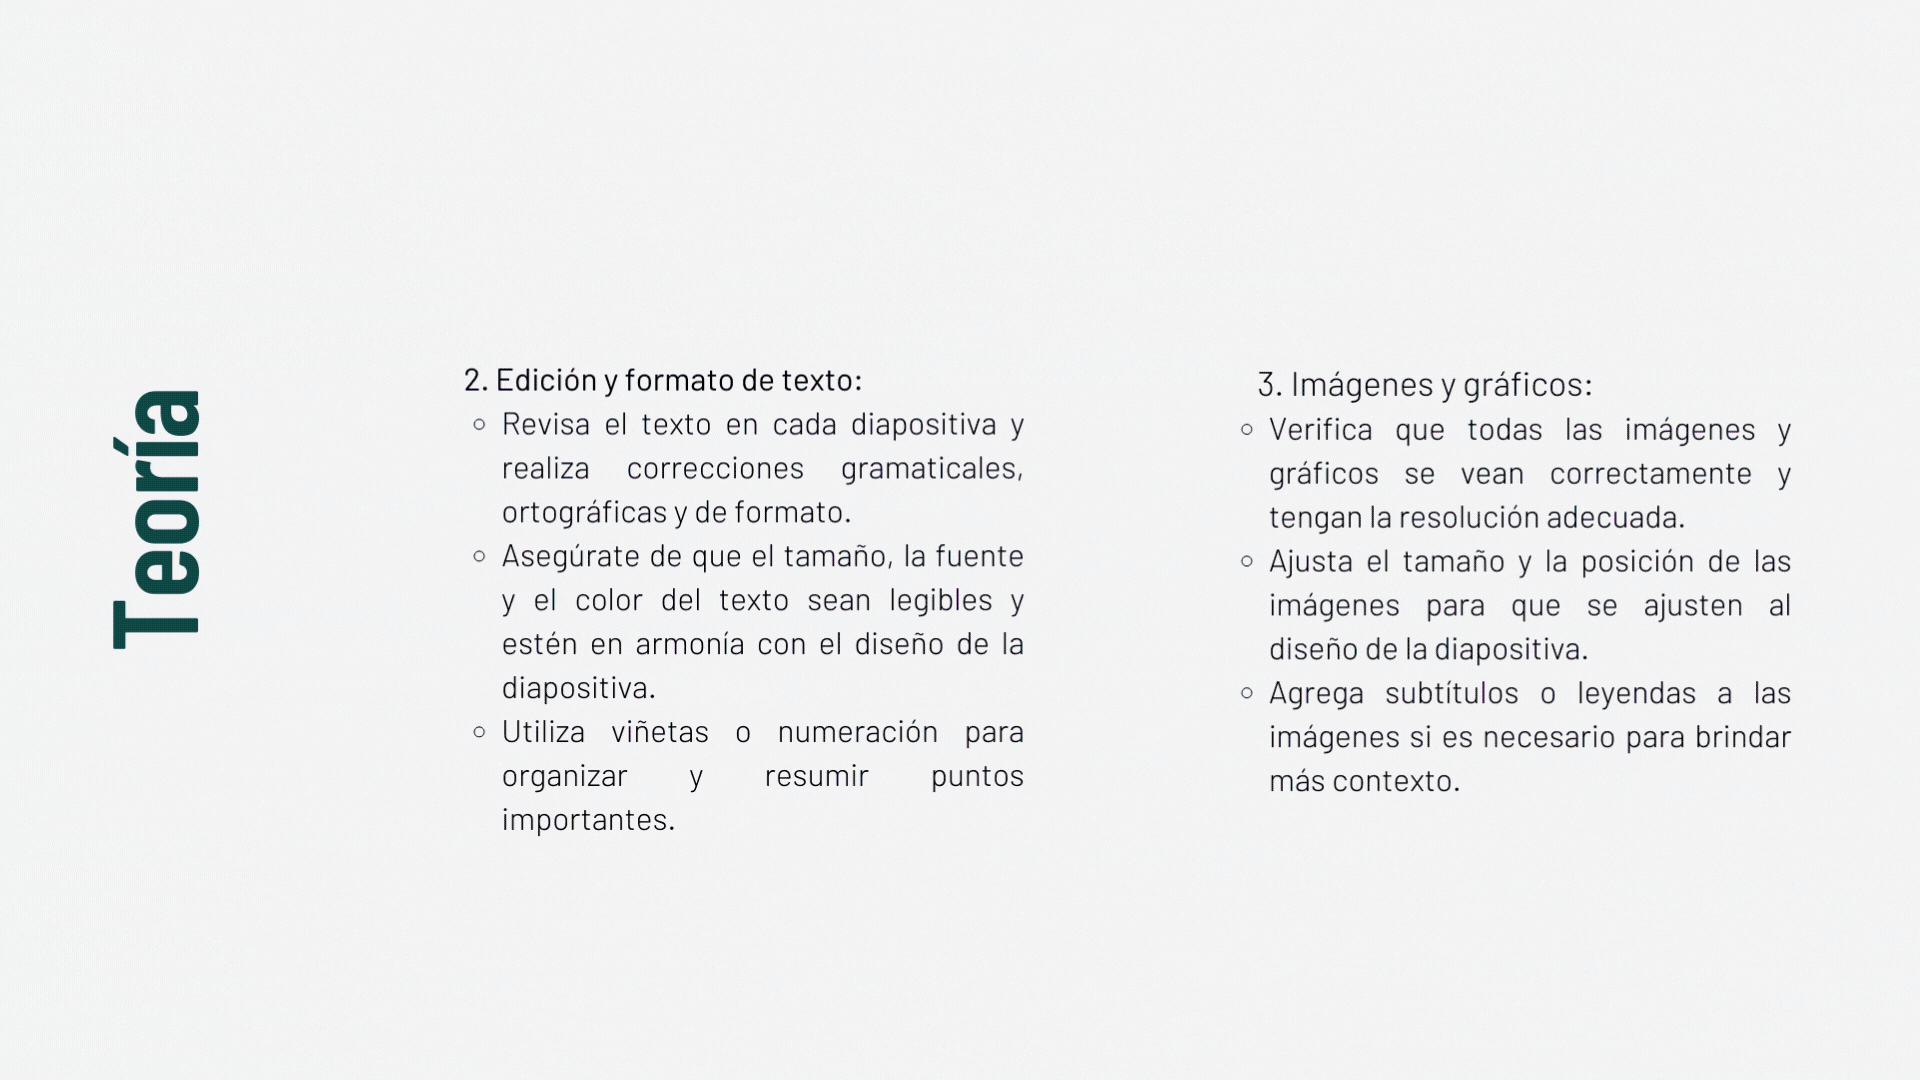 Teoría
2. Edición y formato de texto:
Revisa el texto en cada diapositiva y
realiza correcciones gramaticales,
ortográficas y de formato.
Asegúrate de que el tamaño, la fuente
y el color del texto sean legibles y
estén en armonía con el diseño de la
diapositiva.
Utiliza viñetas o numeración para
organizar y resumir puntos
importantes.
3. Imágenes y gráficos:
Verifica que todas las imágenes y
gráficos se vean correctamente y
tengan la resolución adecuada.
Ajusta el tamaño y la posición de las
imágenes para que se ajusten al
diseño de la diapositiva.
Agrega subtítulos o leyendas a las
imágenes si es necesario para brindar
más contexto.